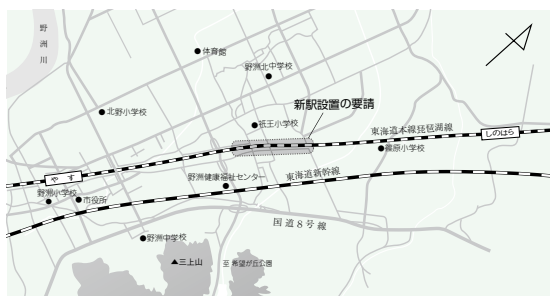 野洲川
体育館
野洲北中学校
新駅設置の要請
北野小学校
祇王小学校
東海道本線琵琶湖線
しのはら
篠原小学校
やす
野洲健康福祉センター
東海道新幹線
野洲小学校
市役所
国道8号線
野洲中学校
三上山
至 希望が丘公園